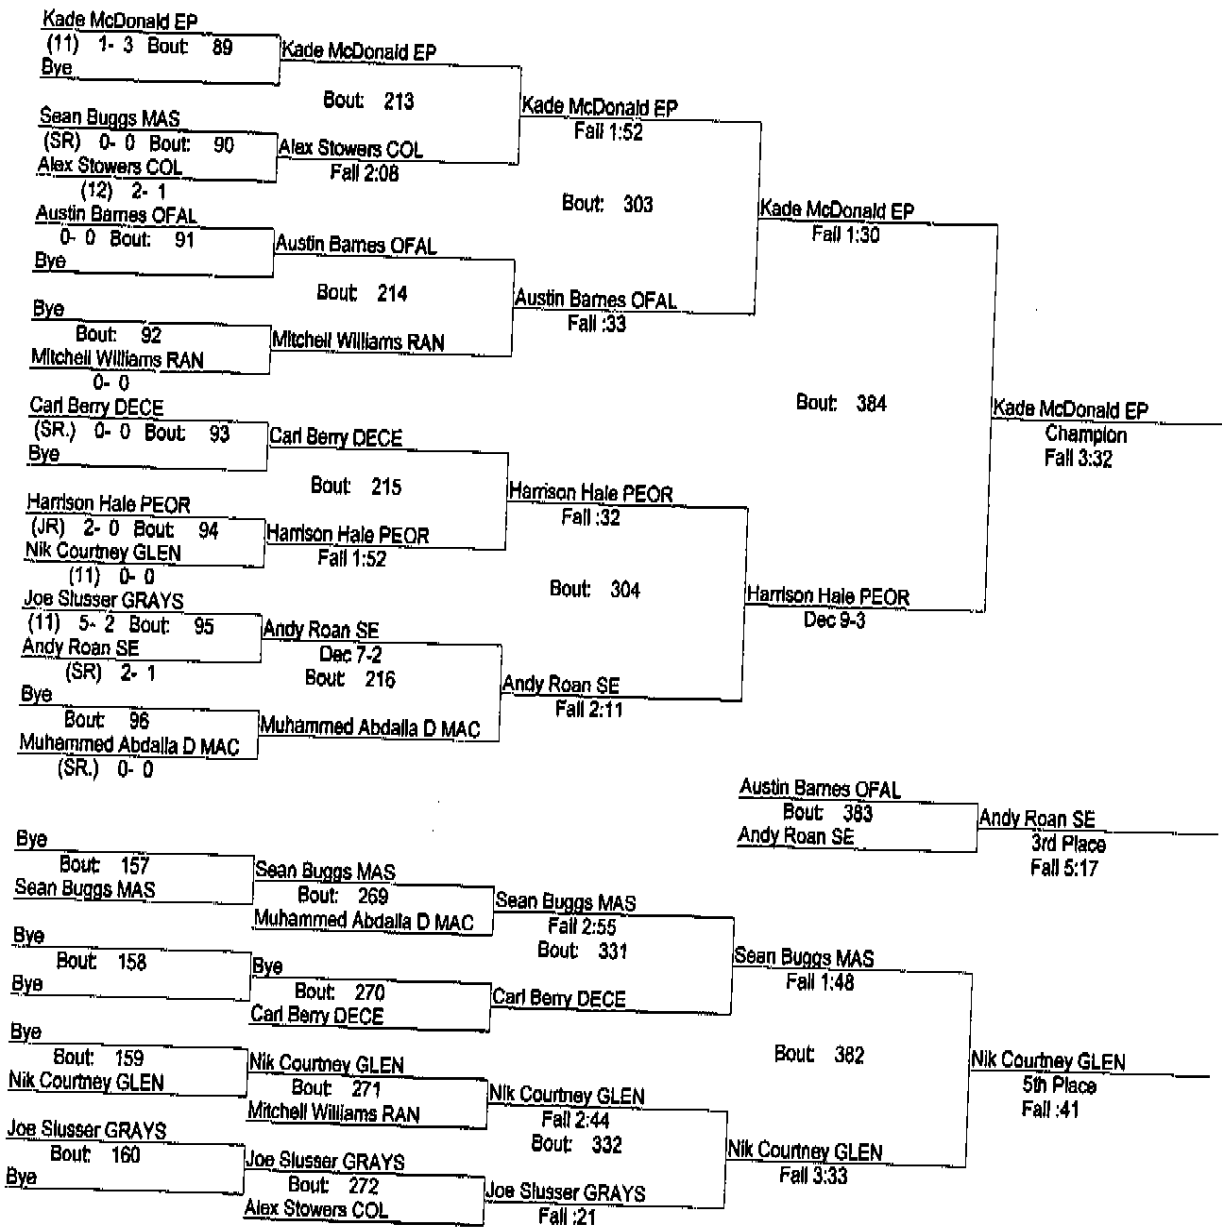 Kade McDonald EP
(11) 1- 3 Bout: 89
Bye
Kade McDonald EP
Bout: 213
Sean Buggs MAS
(SR) 0- 0 Bout: 90
Alex Stowers COL
(12) 2- 1
Alex Stowers COL
Fall 2:08
Kade McDonald EP
Fall 1:52
Austin Barnes OFAL
0- 0 Bout: 91
Bye
Austin Barnes OFAL
Bout: 214
Bye
Bout: 92
Mitchell Williams RAN
0- 0
Mitchell Williams RAN
Austin Barnes OFAL
Fall :33
Bout: 303
Kade McDonald EP
Fall 1:30
Carl Berry DECE
(SR.) 0- 0 Bout: 93
Bye
Carl Berry DECE
Bout: 215
Harrison Hale PEOR
(JR) 2- 0 Bout: 94
Nik Courtney GLEN
(11) 0- 0
Harrison Hale PEOR
Fall 1:52
Harrison Hale PEOR
Fall :32
Joe Slusser GRAYS
(11) 5- 2 Bout: 95
Andy Roan SE
(SR) 2- 1
Andy Roan SE
Dec 7-2
Bout: 216
Bye
Bout: 96
Muhammed Abdalla D MAC
(SR.) 0- 0
Muhammed Abdalla D MAC
Andy Roan SE
Fall 2:11
Bout: 304
Harrison Hale PEOR
Dec 9-3
Bout: 384
Kade McDonald EP
Champion
Fall 3:32
Austin Barnes OFAL
Bout: 383
Andy Roan SE
Andy Roan SE
3rd Place
Fall 5:17
Bye
Bout: 157
Sean Buggs MAS
Sean Buggs MAS
Bout: 269
Muhammed Abdalla D MAC
Sean Buggs MAS
Fall 2:55
Bout: 331
Bye
Bout: 158
Bye
Bye
Bout: 270
Carl Berry DECE
Carl Berry DECE
Sean Buggs MAS
Fall 1:48
Bye
Bout: 159
Nik Courtney GLEN
Nik Courtney GLEN
Bout: 271
Mitchell Williams RAN
Nik Courtney GLEN
Fall 2:44
Bout: 332
Joe Slusser GRAYS
Bout: 160
Bye
Joe Slusser GRAYS
Bout: 272
Alex Stowers COL
Joe Slusser GRAYS
Fall :21
Nik Courtney GLEN
Fall 3:33
Bout: 382
Nik Courtney GLEN
5th Place
Fall :41